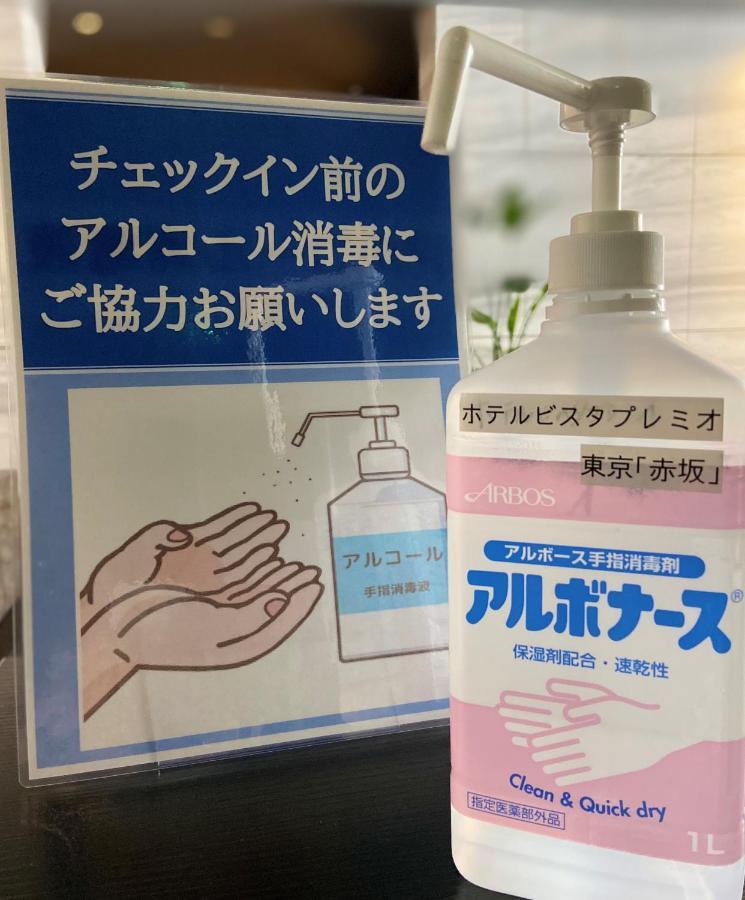 チェックイン前の
アルコール消毒に
ご協力お願いします
アルコール
手指消毒液
ホテルビスタプレミオ
東京「赤坂」
ARBOS
アルボース手指消毒剤
アルボナース®
保湿剤配合・速乾性
Clean & Quick dry
指定医薬部外品
1L